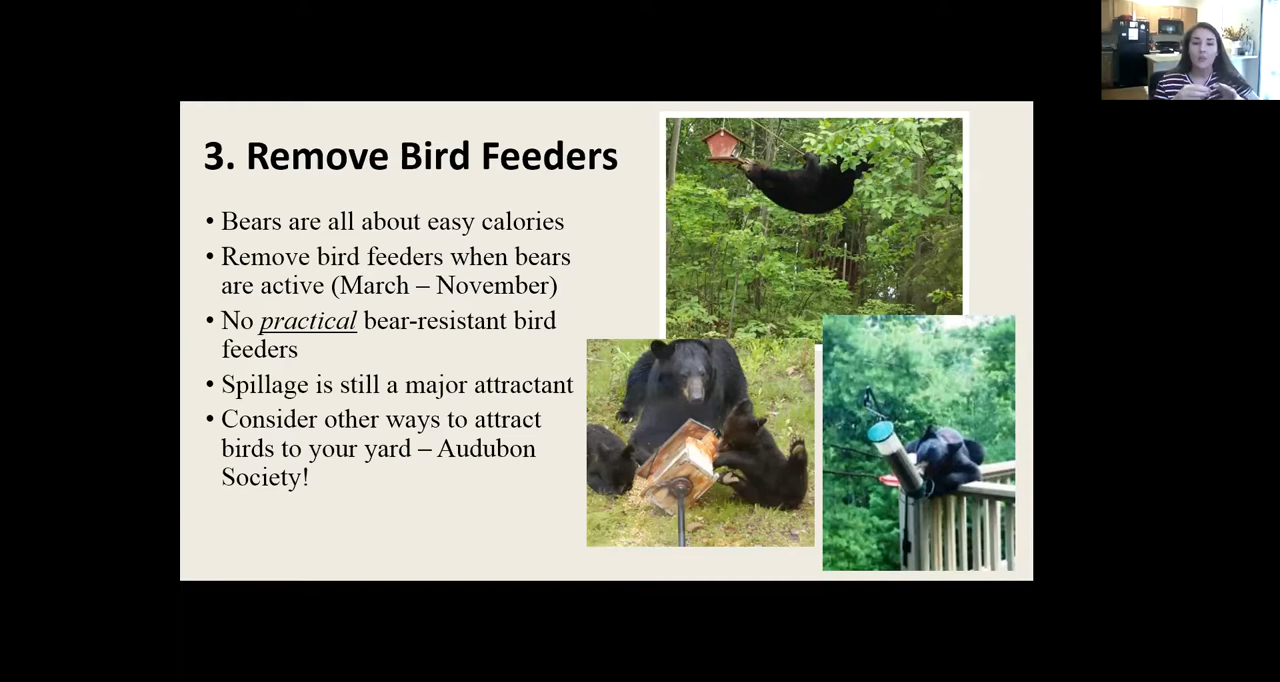 3. Remove Bird Feeders
• Bears are all about easy calories
• Remove bird feeders when bears
are active (March – November)
• No practical bear-resistant bird
feeders
• Spillage is still a major attractant
• Consider other ways to attract
birds to your yard – Audubon
Society!